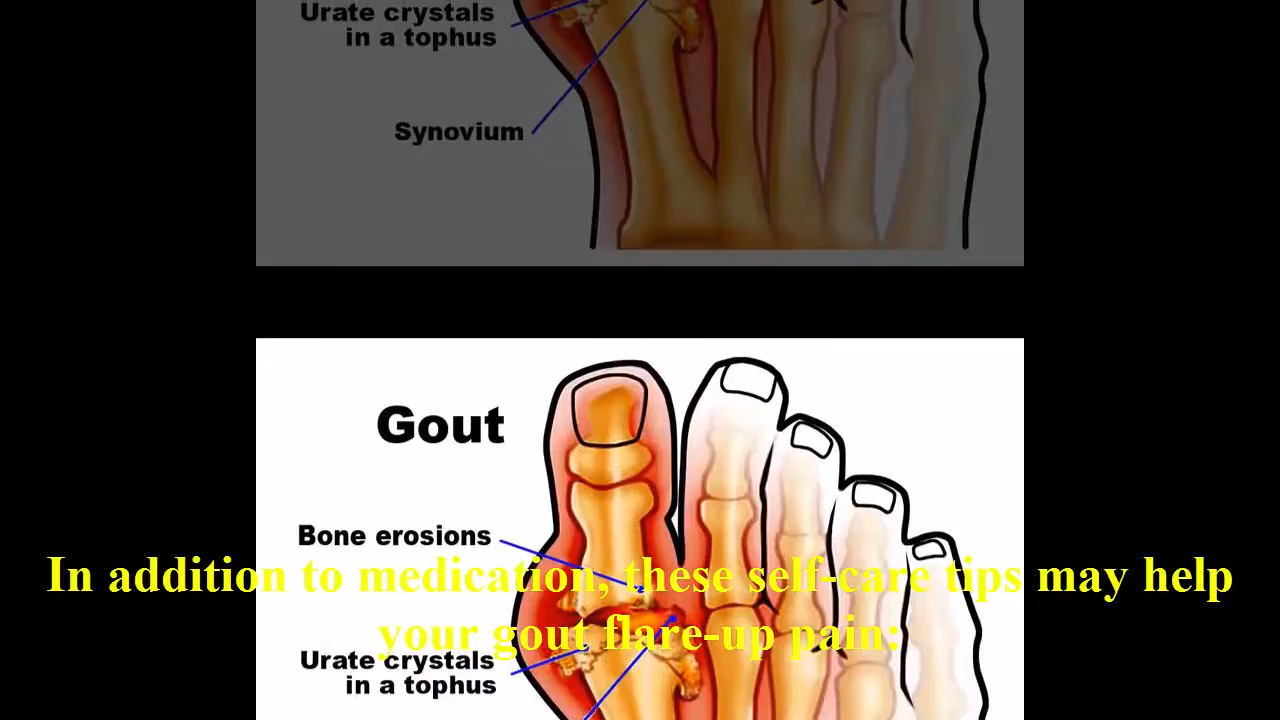 Urate crystals
in a tophus
Synovium
Gout
Bone erosions
In addition to medication, these self-care tips may help
your gout flare-up pain:
Urate crystals
in a tophus